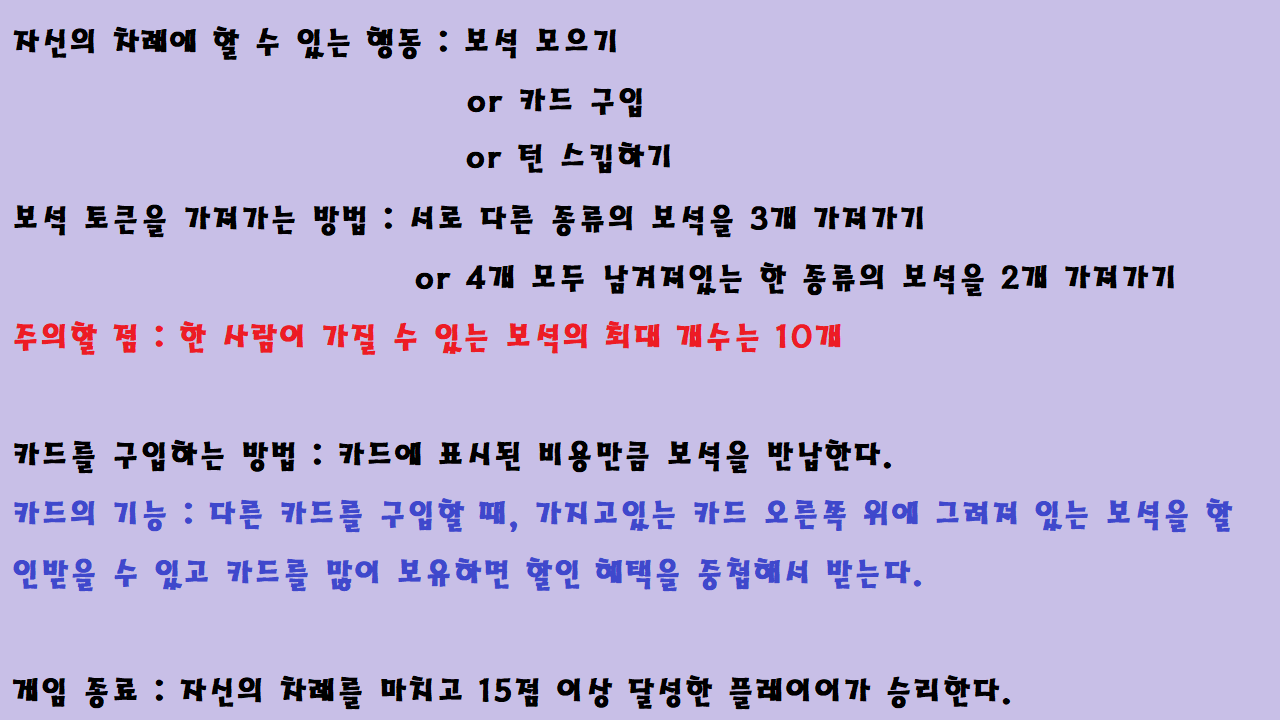 자신의 차례에 할 수 있는 행동 : 보석 모으기
or 카드 구입
or 턴 스킵하기
보석 토큰을 가져가는 방법 : 서로 다른 종류의 보석을 3개 가져가기
or 4개 모두 남겨져있는 한 종류의 보석을 2개 가져가기
주의할 점 : 한 사람이 가질 수 있는 보석의 최대 개수는 10개
카드를 구입하는 방법 : 카드에 표시된 비용만큼 보석을 반납한다.
카드의 기능 : 다른 카드를 구입할 때, 가지고있는 카드 오른쪽 위에 그려져 있는 보석을 할
인받을 수 있고 카드를 많이 보유하면 할인 혜택을 중첩해서 받는다.
게임 종료 : 자신의 차례를 마치고 15점 이상 달성한 플레이이가 승리한다.